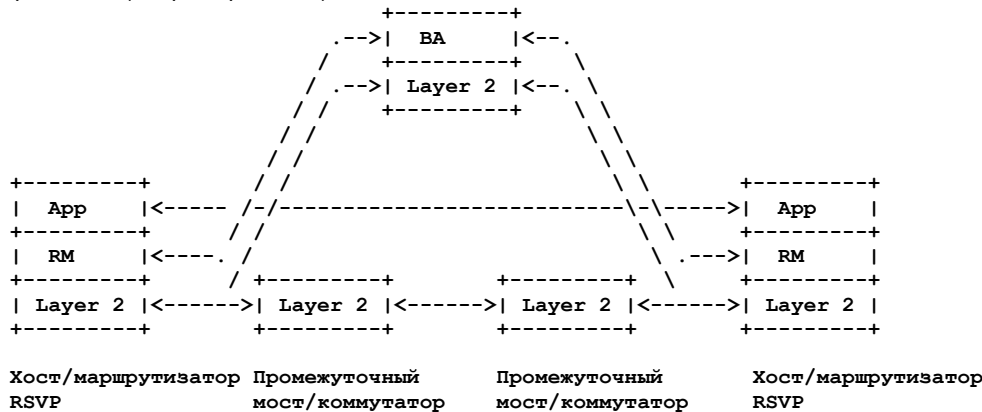 BA
Layer 2
App App
RM RM
Layer 2 Layer 2 Layer 2 Layer 2
Хост/маршрутизатор Промежуточный Промежуточный Хост/маршрутизатор
RSVP мост/коммутатор мост/коммутатор RSVP